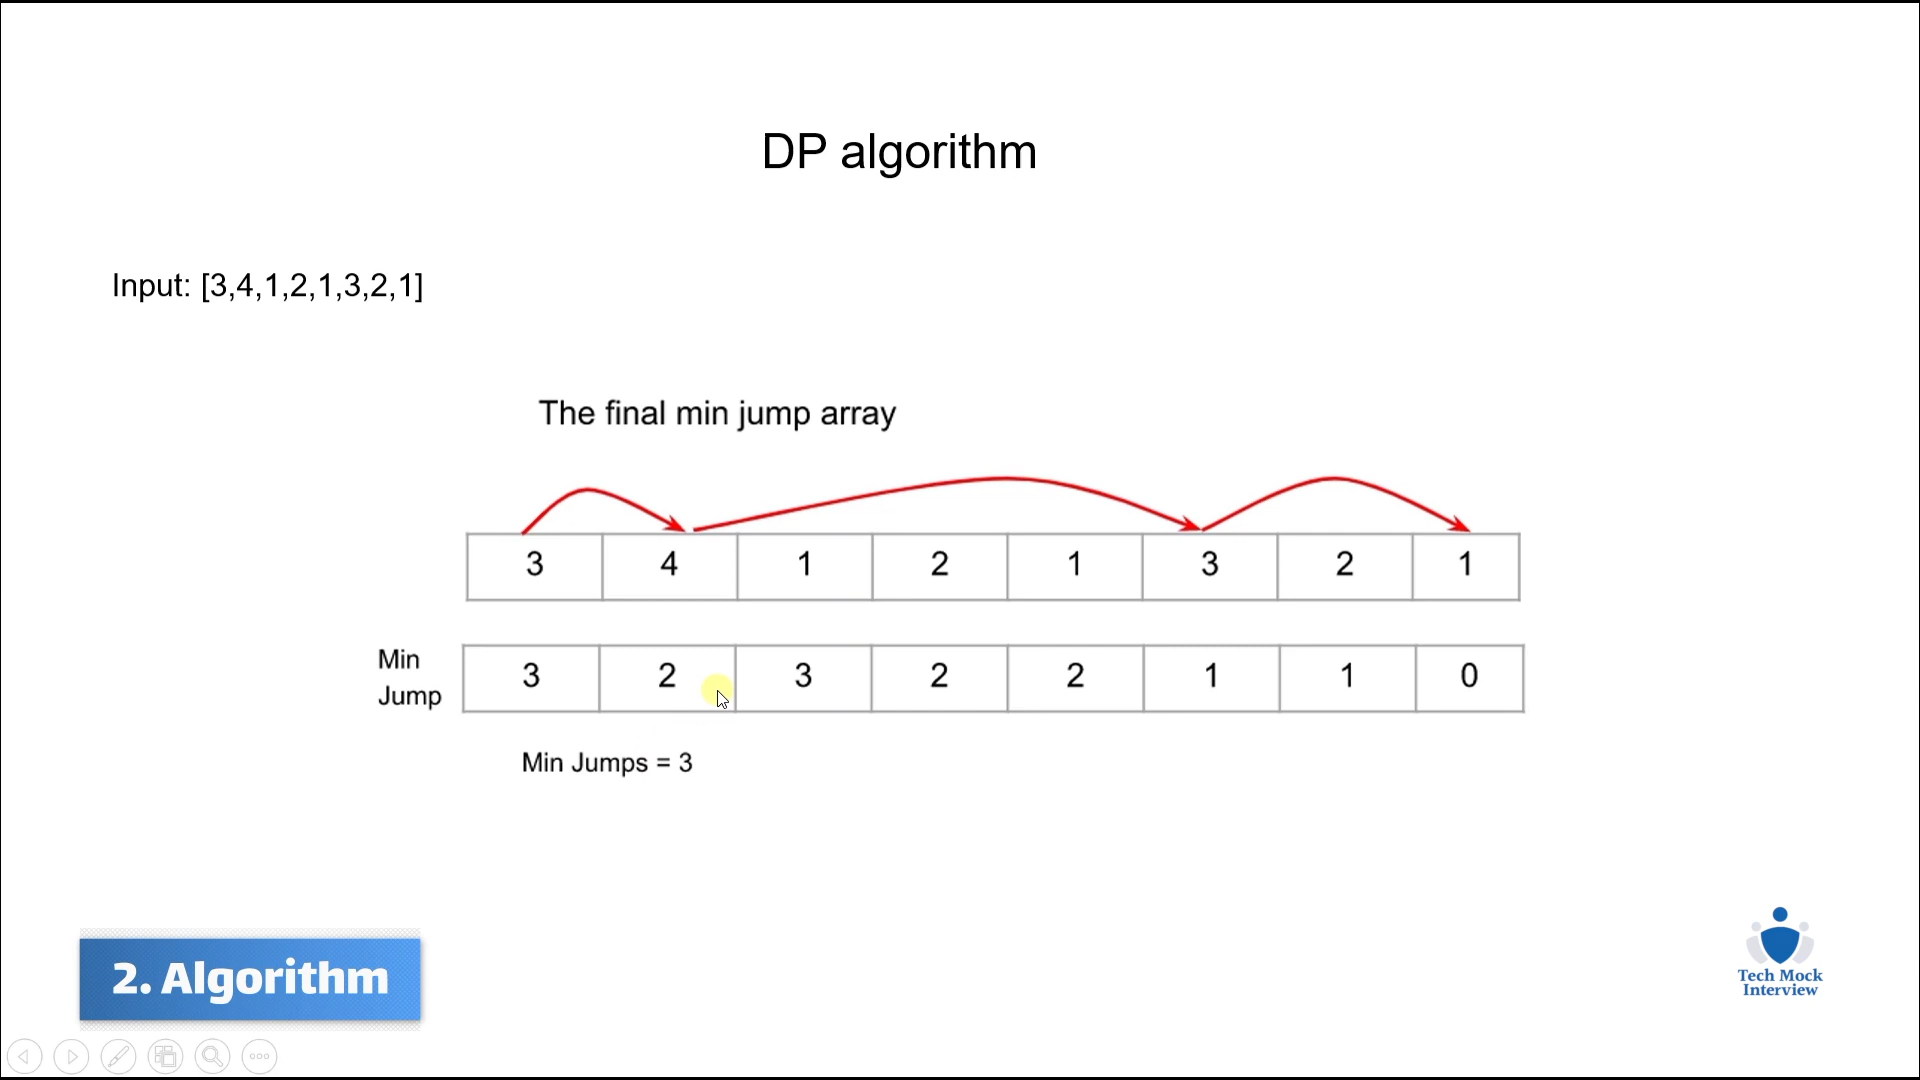 DP algorithm
Input: [3,4,1,2,1,3,2,1]
The final min jump array
3 4 1 2 1 3 2 1
Min
Jump
3 2 3 2 2 1 1 0
Min Jumps = 3
2. Algorithm
Tech Mock
Interview